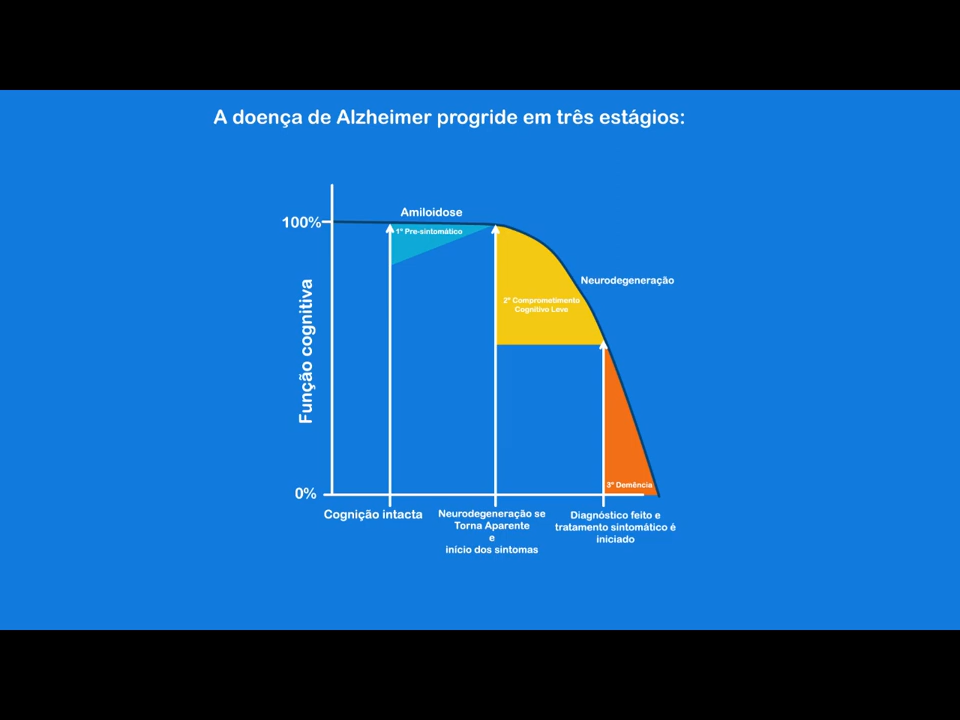 A doença de Alzheimer progride em três estágios:
Amiloidose
100%
1º Pre-sintomático
Neurodegeneração
2º Comprometimento
Cognitivo Leve
Função cognitiva
3º Demência
0%
Cognição intacta
Neurodegeneração se
Torna Aparente
e
início dos sintomas
Diagnóstico feito e
tratamento sintomático é
iniciado